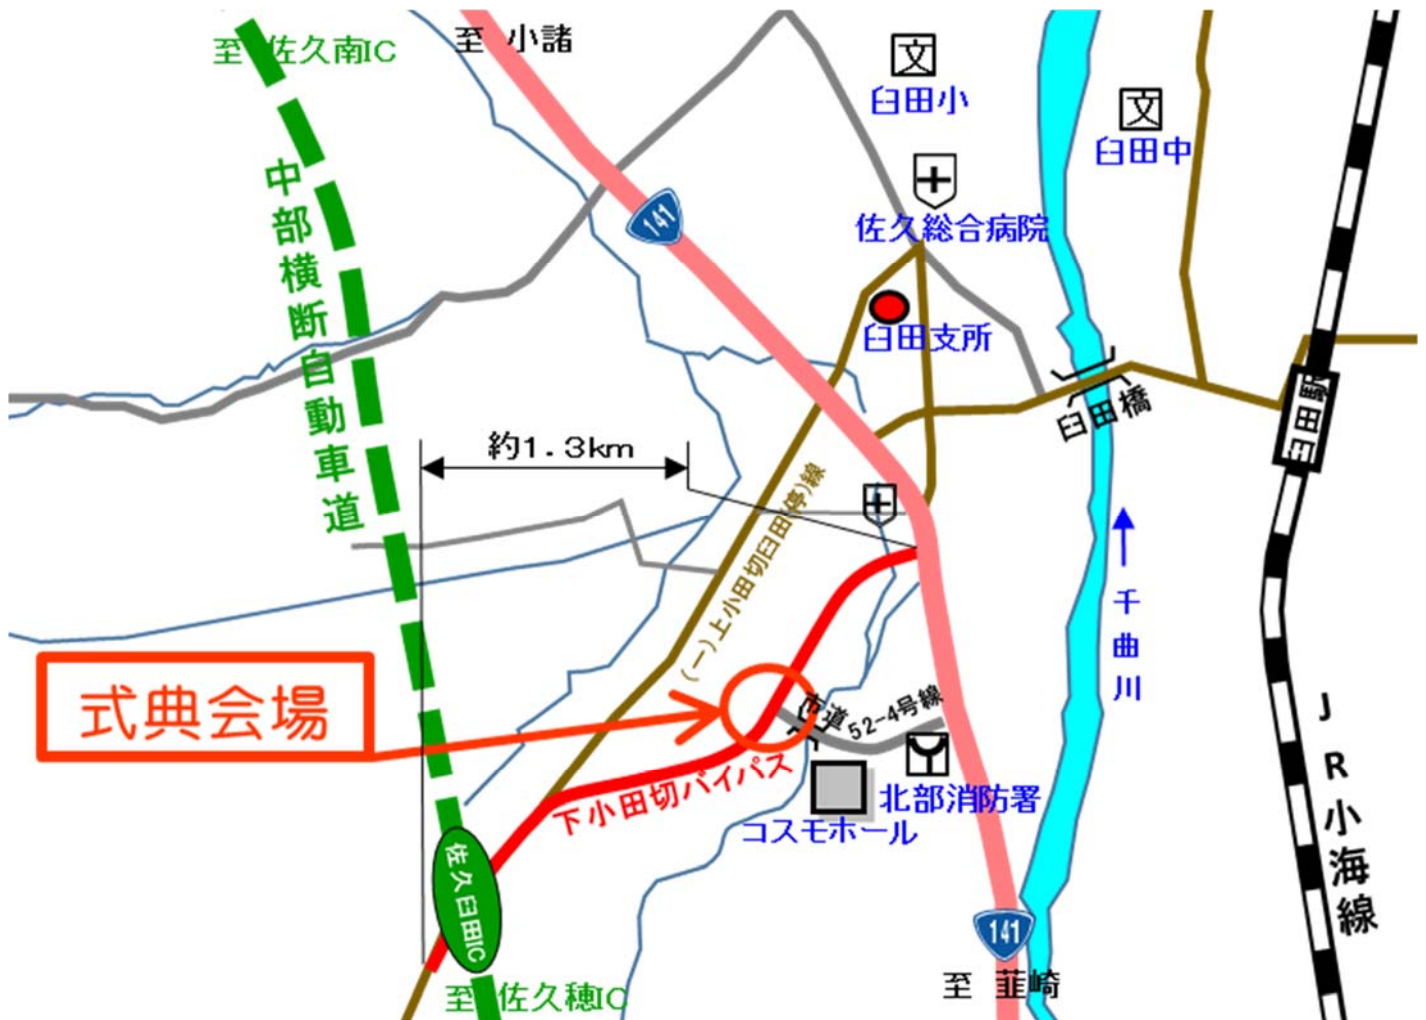 至 佐久南IC
至 小諸
文
臼田小
文
臼田中
佐久総合病院
141
中部横断自動車道
臼田支所
臼田橋
臼田駅
約1.3km
(一)上小田切臼田(停)線
千曲川
式典会場
市道52-4号線
JR小海線
下小田切バイパス
北部消防署
コスモホール
佐久臼田IC
141
至 佐久穂IC
至 韮崎